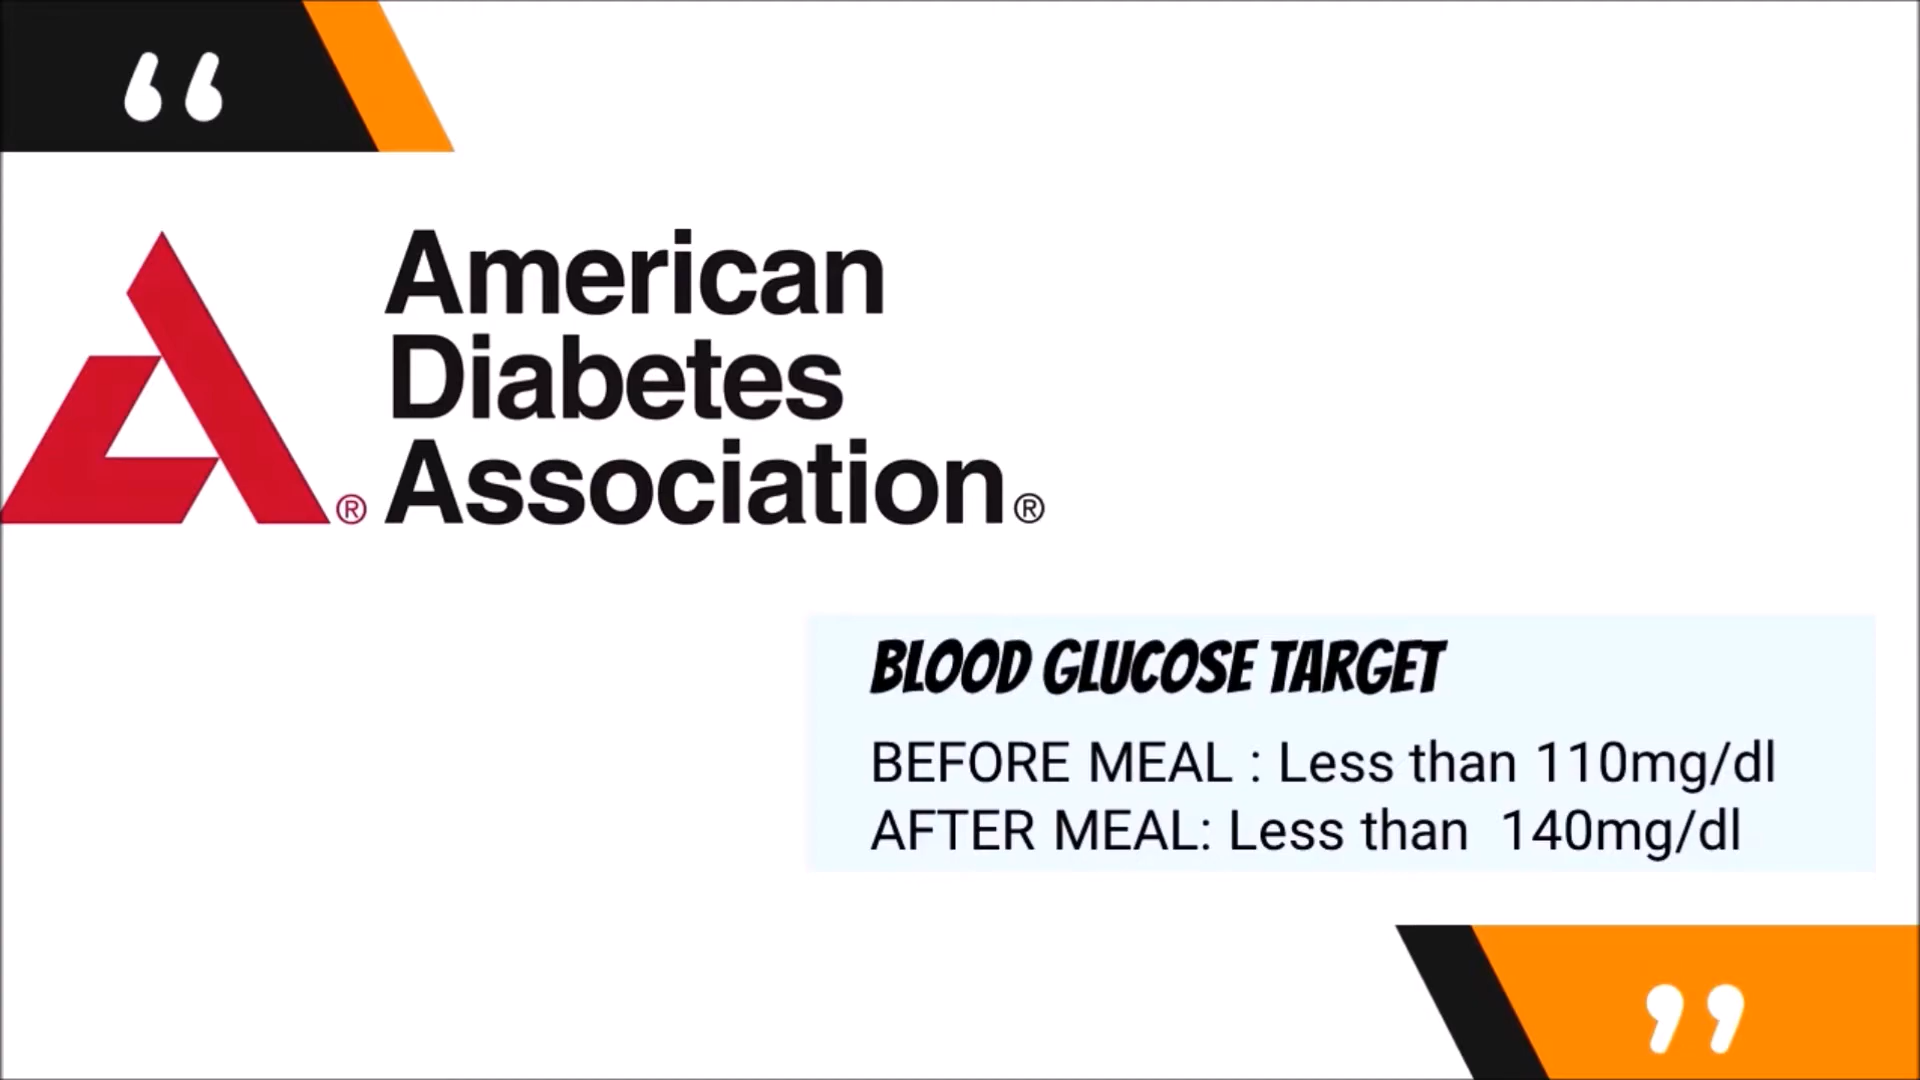 “
American
Diabetes
Association®
®
BLOOD GLUCOSE TARGET
BEFORE MEAL : Less than 110mg/dl
AFTER MEAL: Less than  140mg/dl
”